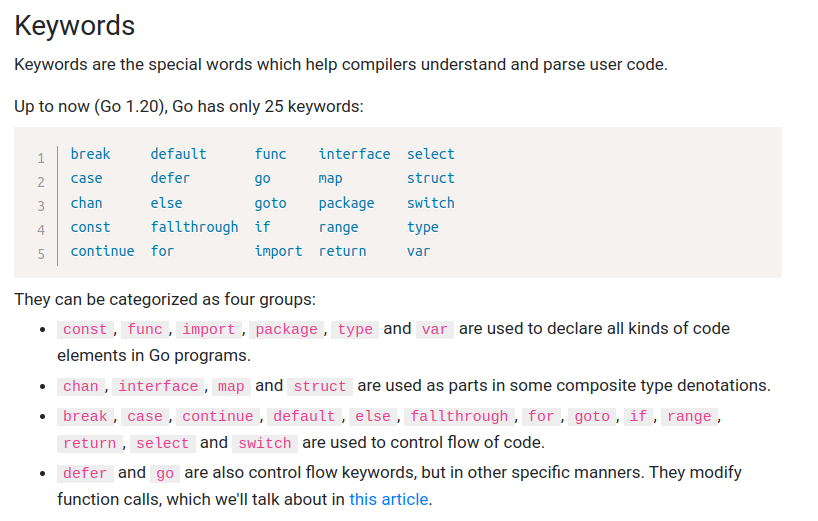 Keywords
Keywords are the special words which help compilers understand and parse user code.
Up to now (Go 1.20), Go has only 25 keywords:
1 break default func interface select
2 case defer go map struct
3 chan else goto package switch
4 const fallthrough if range type
5 continue for import return var
They can be categorized as four groups:
• const, func, import, package, type and var are used to declare all kinds of code
elements in Go programs.
• chan, interface, map and struct are used as parts in some composite type denotations.
• break, case, continue, default, else, fallthrough, for, goto, if, range,
return, select and switch are used to control flow of code.
• defer and go are also control flow keywords, but in other specific manners. They modify
function calls, which we'll talk about in this article.